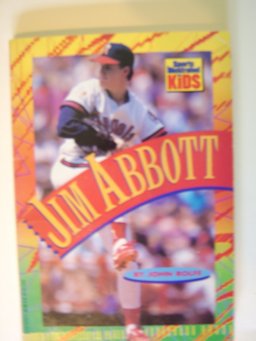 Sports
Illustrated
KIDS
JIM ABBOTT
BY JOHN ROLFE